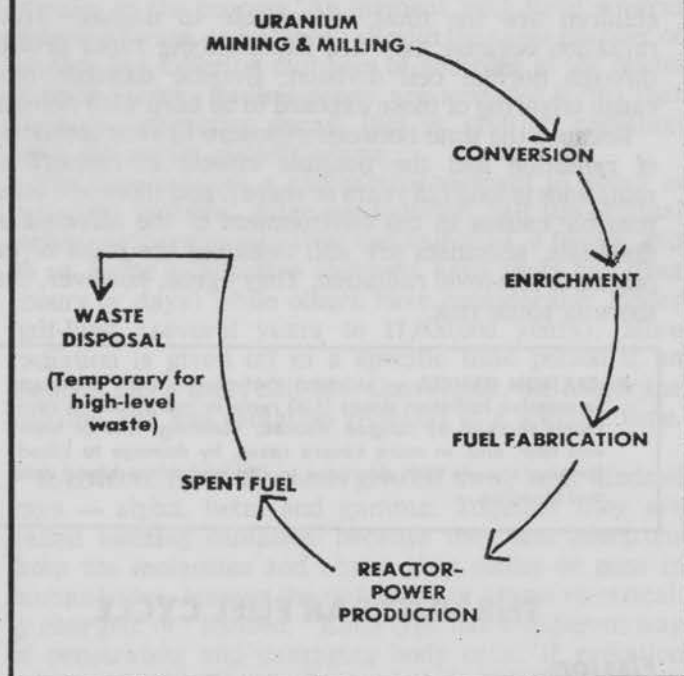 URANIUM
MINING & MILLING
CONVERSION
ENRICHMENT
FUEL FABRICATION
REACTOR-
POWER
PRODUCTION
SPENT FUEL
WASTE
DISPOSAL
(Temporary for
high-level
waste)